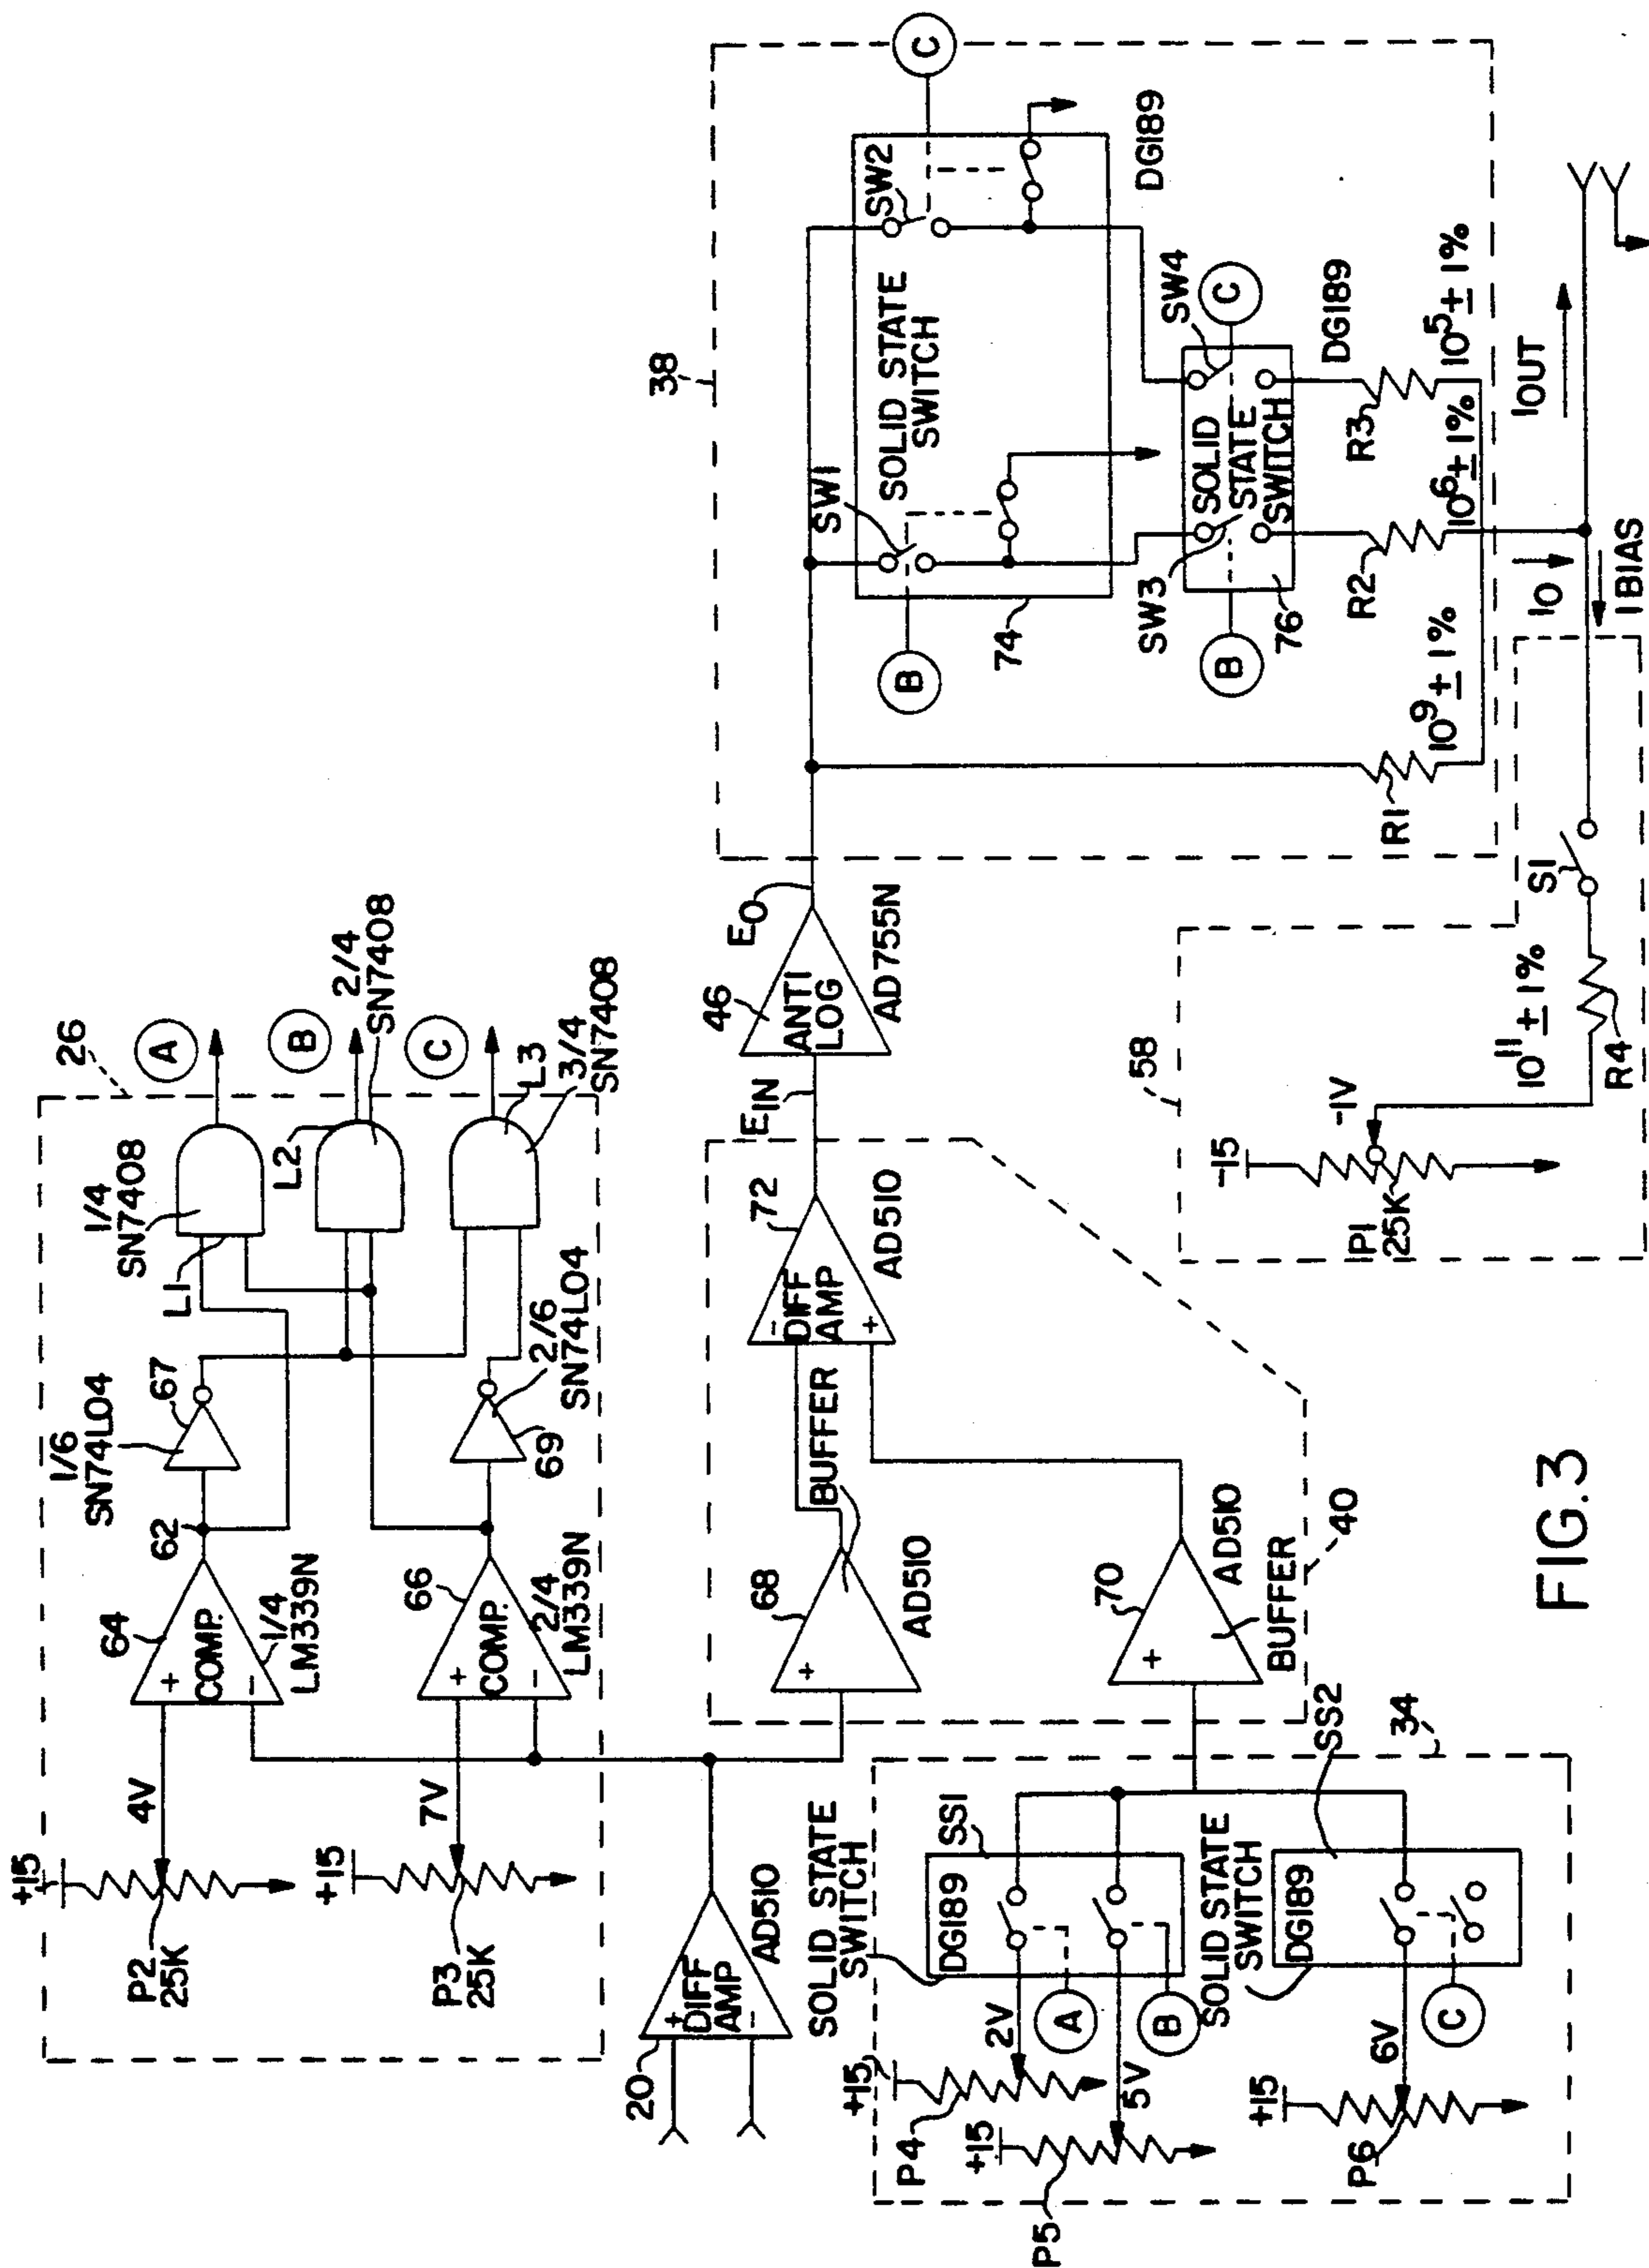 26
+15
P2
25K
4V
64
+
COMP.
-
1/4
LM339N
62
1/6
SN74L04
67
L1
1/4
SN7408
A
L2
B
2/4
SN7408
C
L3
3/4
SN7408
+15
P3
25K
7V
66
+
COMP.
-
2/4
LM339N
69
2/6
SN74L04
20
+
DIFF
AMP
-
AD510
68
+
AD510
BUFFER
70
+
AD510
BUFFER
40
72
-
DIFF
AMP
+
AD510
EIN
46
ANTI
LOG
AD755N
EO
SOLID STATE
SWITCH
DG189
SS1
+15
P4
2V
A
+15
P5
5V
B
SOLID STATE
SWITCH
DG189
SS2
34
+15
P6
6V
C
38
SW1
SOLID STATE
SWITCH
SW2
C
B
74
DG189
SW3
SOLID
STATE
SWITCH
SW4
C
B
76
DG189
R1
10⁹ ± 1%
R2
10⁶ ± 1%
R3
10⁵ ± 1%
IO
IOUT
I BIAS
58
-15
P1
25K
-1V
10¹¹ ± 1%
R4
S1
FIG.3